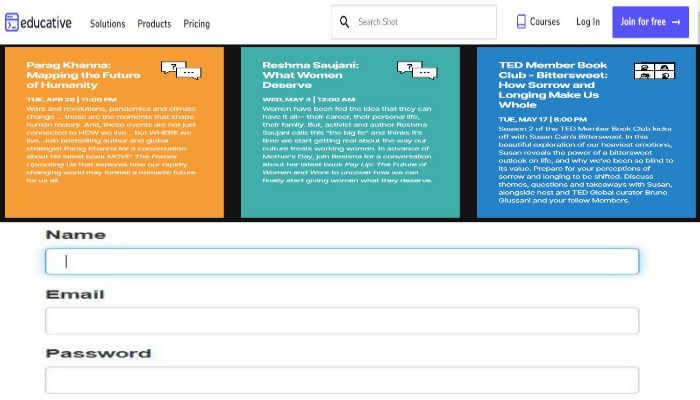 educative Solutions Products Pricing Search Shot Courses Log In Join for free →
Parag Khanna:
Mapping the Future
of Humanity
TUE, APR 26 | 11:00 PM
Wars and revolutions, pandemics and climate
change ... these are the moments that shape
human history. And, these events are not just
connected to HOW we live... but WHERE we
live. Join bestselling author and global
strategist Parag Khanna for a conversation
about his latest book MOVE: The Forces
Uprooting Us that explores how our rapidly
changing world may foretell a nomadic future
for us all.
Reshma Saujani:
What Women
Deserve
WED, MAY 4 | 12:00 AM
Women have been fed the idea that they can
have it all— their career, their personal life,
their family. But, activist and author Reshma
Saujani calls this "the big lie" and thinks it's
time we start getting real about the way our
culture treats working women. In advance of
Mother's Day, join Reshma for a conversation
about her latest book Pay Up: The Future of
Women and Work to uncover how we can
finally start giving women what they deserve.
TED Member Book
Club - Bittersweet:
How Sorrow and
Longing Make Us
Whole
TUE, MAY 17 | 8:00 PM
Season 2 of the TED Member Book Club kicks
off with Susan Cain's Bittersweet. In this
beautiful exploration of our heaviest emotions,
Susan reveals the power of a bittersweet
outlook on life, and why we've been so blind to
its value. Prepare for your perceptions of
sorrow and longing to be shifted. Discuss
themes, questions and takeaways with Susan,
alongside host and TED Global curator Bruno
Giussani and your fellow Members.
Name
Email
Password